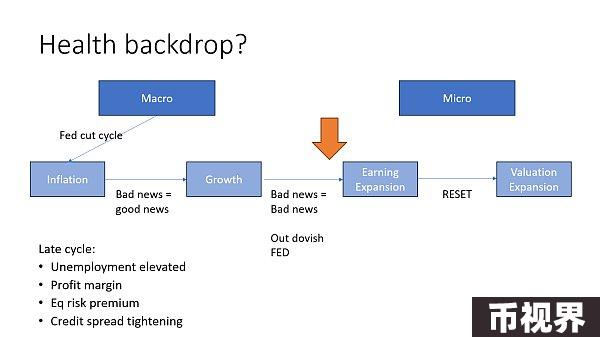 Health backdrop?
Macro
Micro
Fed cut cycle
Inflation
Growth
Earning
Expansion
Valuation
Expansion
Bad news =
good news
Bad news =
Bad news
RESET
Out dovish
FED
Late cycle:
• Unemployment elevated
• Profit margin
• Eq risk premium
• Credit spread tightening
币视界